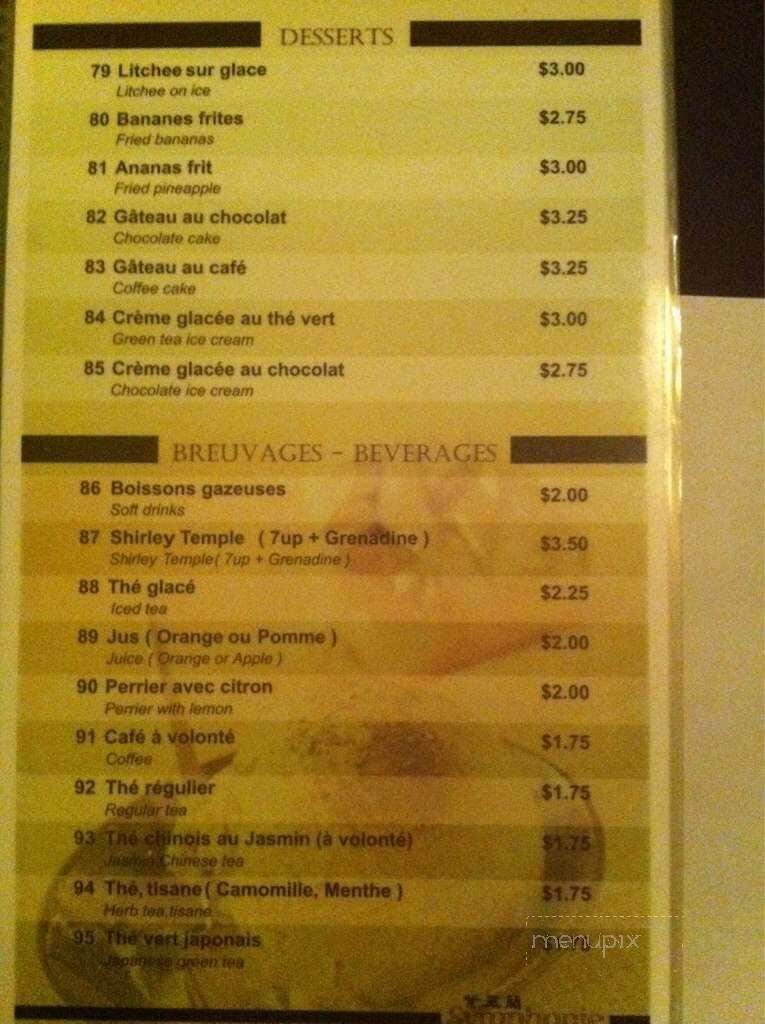 DESSERTS
79 Litchee sur glace $3.00
Litchee on ice
80 Bananes frites $2.75
Fried bananas
81 Ananas frit $3.00
Fried pineapple
82 Gâteau au chocolat $3.25
Chocolate cake
83 Gâteau au café $3.25
Coffee cake
84 Crème glacée au thé vert $3.00
Green tea ice cream
85 Crème glacée au chocolat $2.75
Chocolate ice cream
BREUVAGES - BEVERAGES
86 Boissons gazeuses $2.00
Soft drinks
87 Shirley Temple ( 7up + Grenadine ) $3.50
Shirley Temple( 7up + Grenadine )
88 Thé glacé $2.25
Iced tea
89 Jus ( Orange ou Pomme ) $2.00
Juice ( Orange or Apple )
90 Perrier avec citron $2.00
Perrier with lemon
91 Café à volonté $1.75
Coffee
92 Thé régulier $1.75
Regular tea
93 Thé chinois au Jasmin (à volonté) $1.75
Jasmin Chinese tea
94 Thé, tisane ( Camomille, Menthe ) $1.75
Herb tea,tisane
95 Thé vert japonais
Japanese green tea
menupix
Symphonie